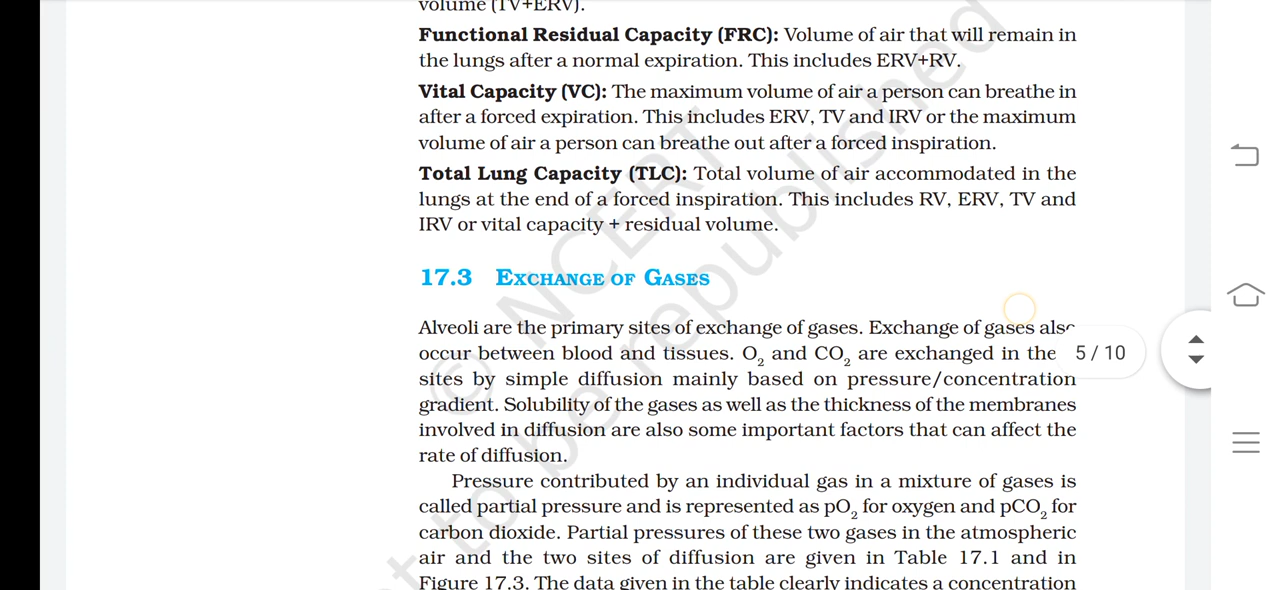 volume (TV+ERV).
Functional Residual Capacity (FRC): Volume of air that will remain in
the lungs after a normal expiration. This includes ERV+RV.
Vital Capacity (VC): The maximum volume of air a person can breathe in
after a forced expiration. This includes ERV, TV and IRV or the maximum
volume of air a person can breathe out after a forced inspiration.
Total Lung Capacity (TLC): Total volume of air accommodated in the
lungs at the end of a forced inspiration. This includes RV, ERV, TV and
IRV or vital capacity + residual volume.
17.3 EXCHANGE OF GASES
Alveoli are the primary sites of exchange of gases. Exchange of gases also
occur between blood and tissues. O₂ and CO₂ are exchanged in the
sites by simple diffusion mainly based on pressure/concentration
gradient. Solubility of the gases as well as the thickness of the membranes
involved in diffusion are also some important factors that can affect the
rate of diffusion.
Pressure contributed by an individual gas in a mixture of gases is
called partial pressure and is represented as pO₂ for oxygen and pCO₂ for
carbon dioxide. Partial pressures of these two gases in the atmospheric
air and the two sites of diffusion are given in Table 17.1 and in
Figure 17.3. The data given in the table clearly indicates a concentration
5 / 10
© NCERT
not to be republished